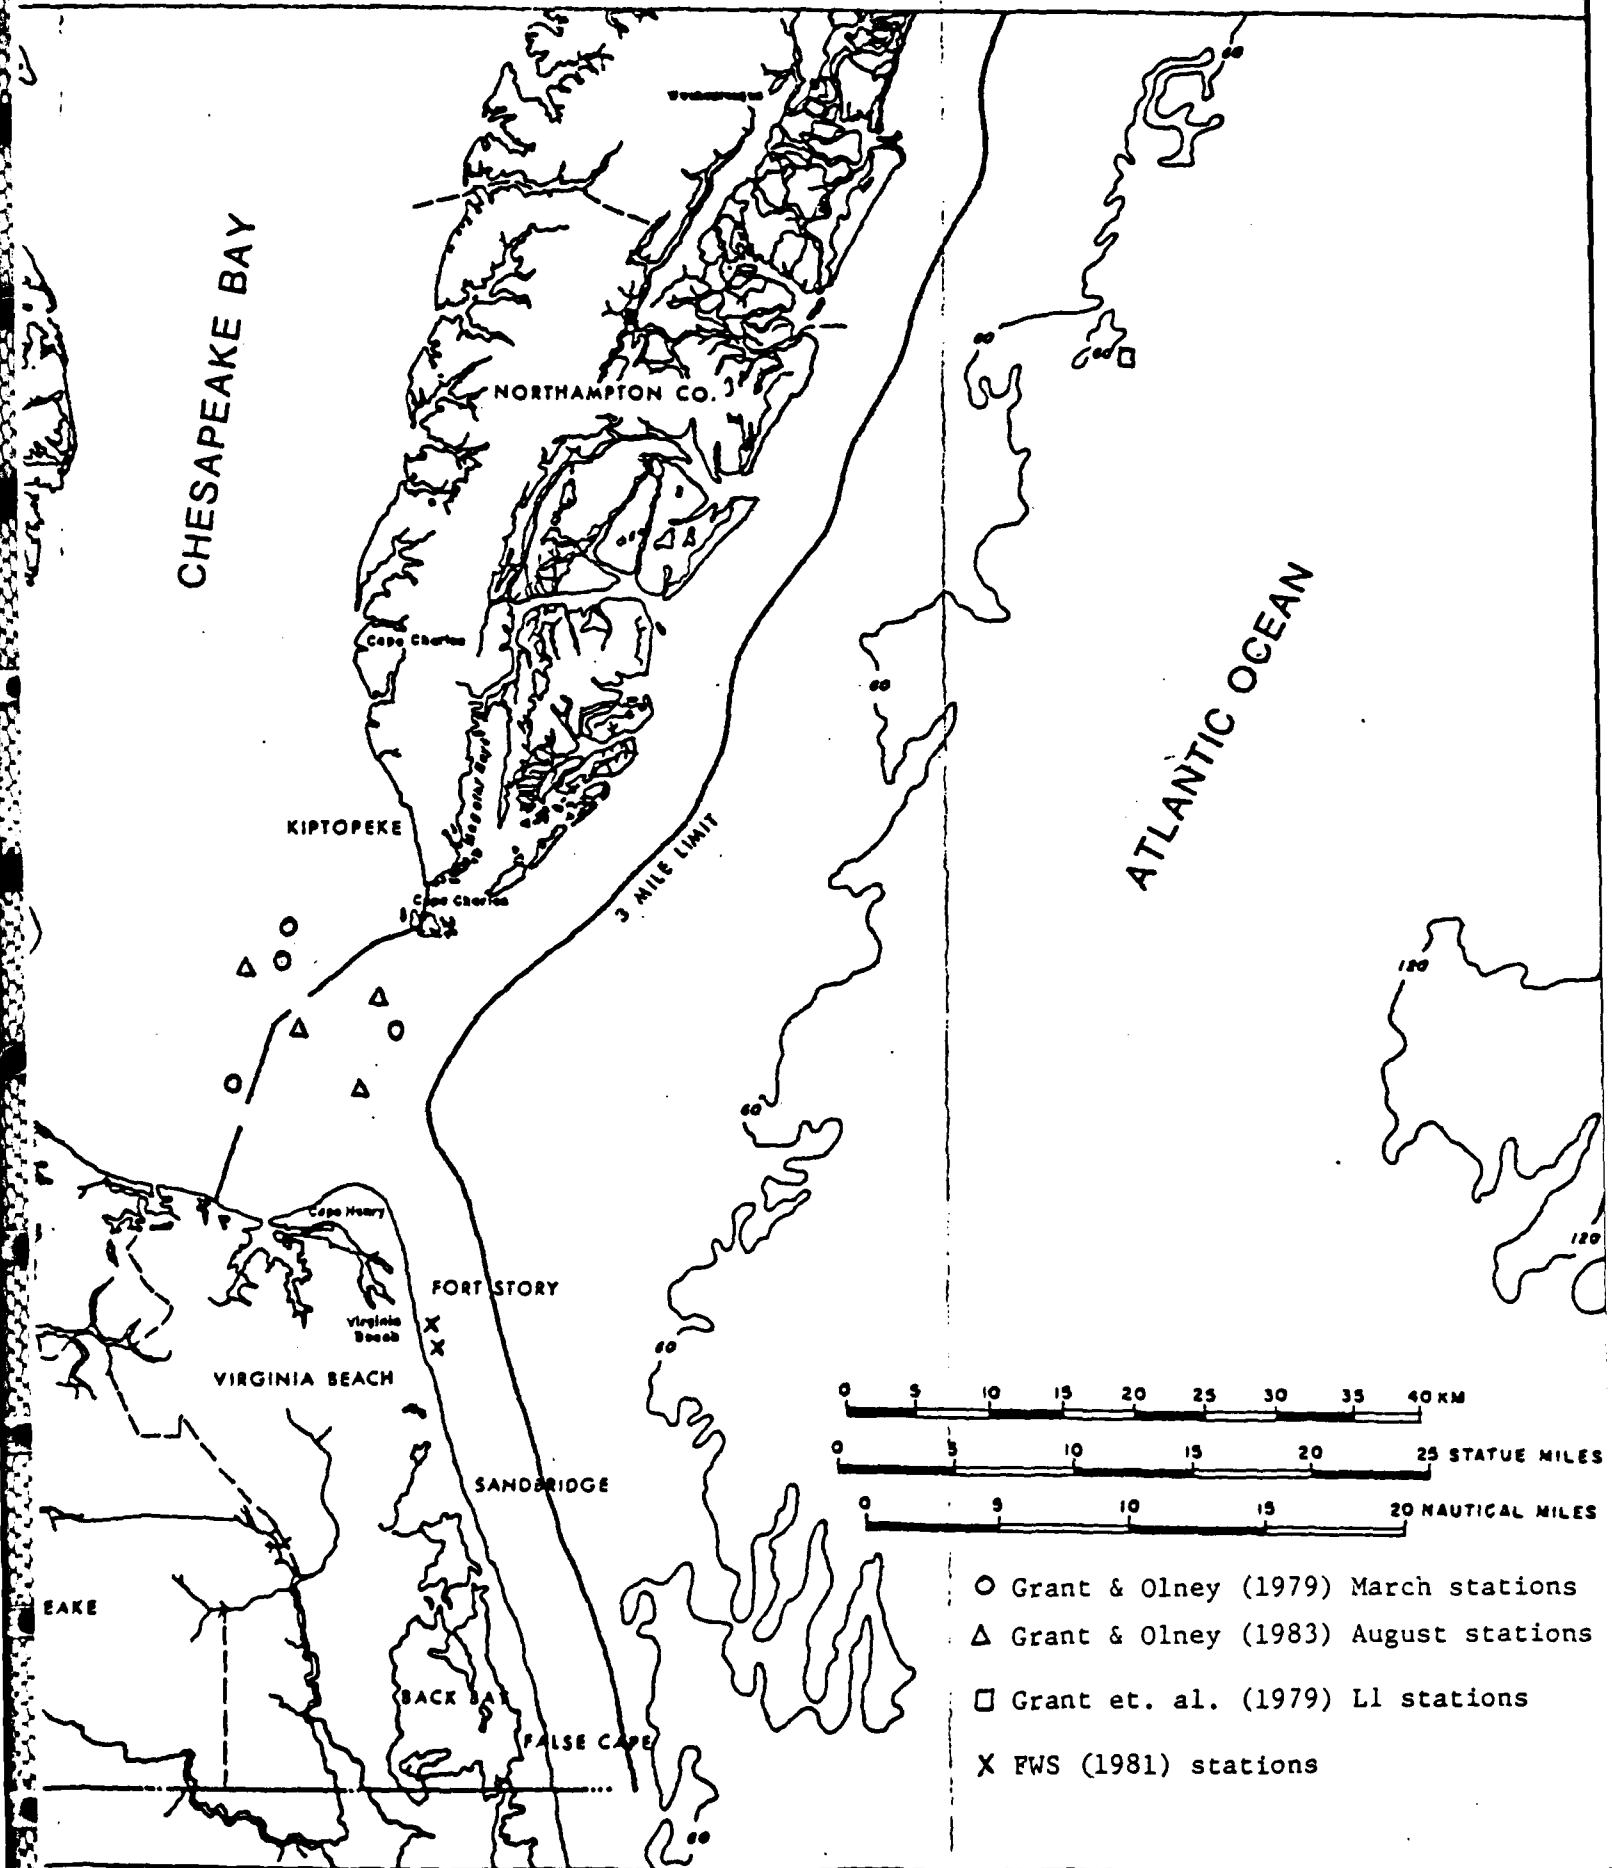 60
Wachapreague
CHESAPEAKE BAY
60
60
NORTHAMPTON CO.
ATLANTIC OCEAN
Cape Charles
60
KIPTOPEKE
3 MILE LIMIT
Cape Charles
120
60
Cape Henry
120
FORT STORY
Virginia
Beach
X
X
60
VIRGINIA BEACH
0 5 10 15 20 25 30 35 40 KM
0 5 10 15 20 25 STATUE MILES
SANDBRIDGE
0 5 10 15 20 NAUTICAL MILES
O Grant & Olney (1979) March stations
EAKE
Δ Grant & Olney (1983) August stations
BACK BAY
□ Grant et. al. (1979) L1 stations
FALSE CAPE
X FWS (1981) stations
60